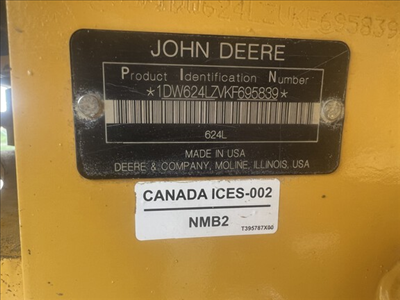 1DW624LZVKF695839
JOHN DEERE
Product Identification Number
*1DW624LZVKF695839*
624L
MADE IN USA
DEERE & COMPANY, MOLINE, ILLINOIS, USA
CANADA ICES-002
NMB2